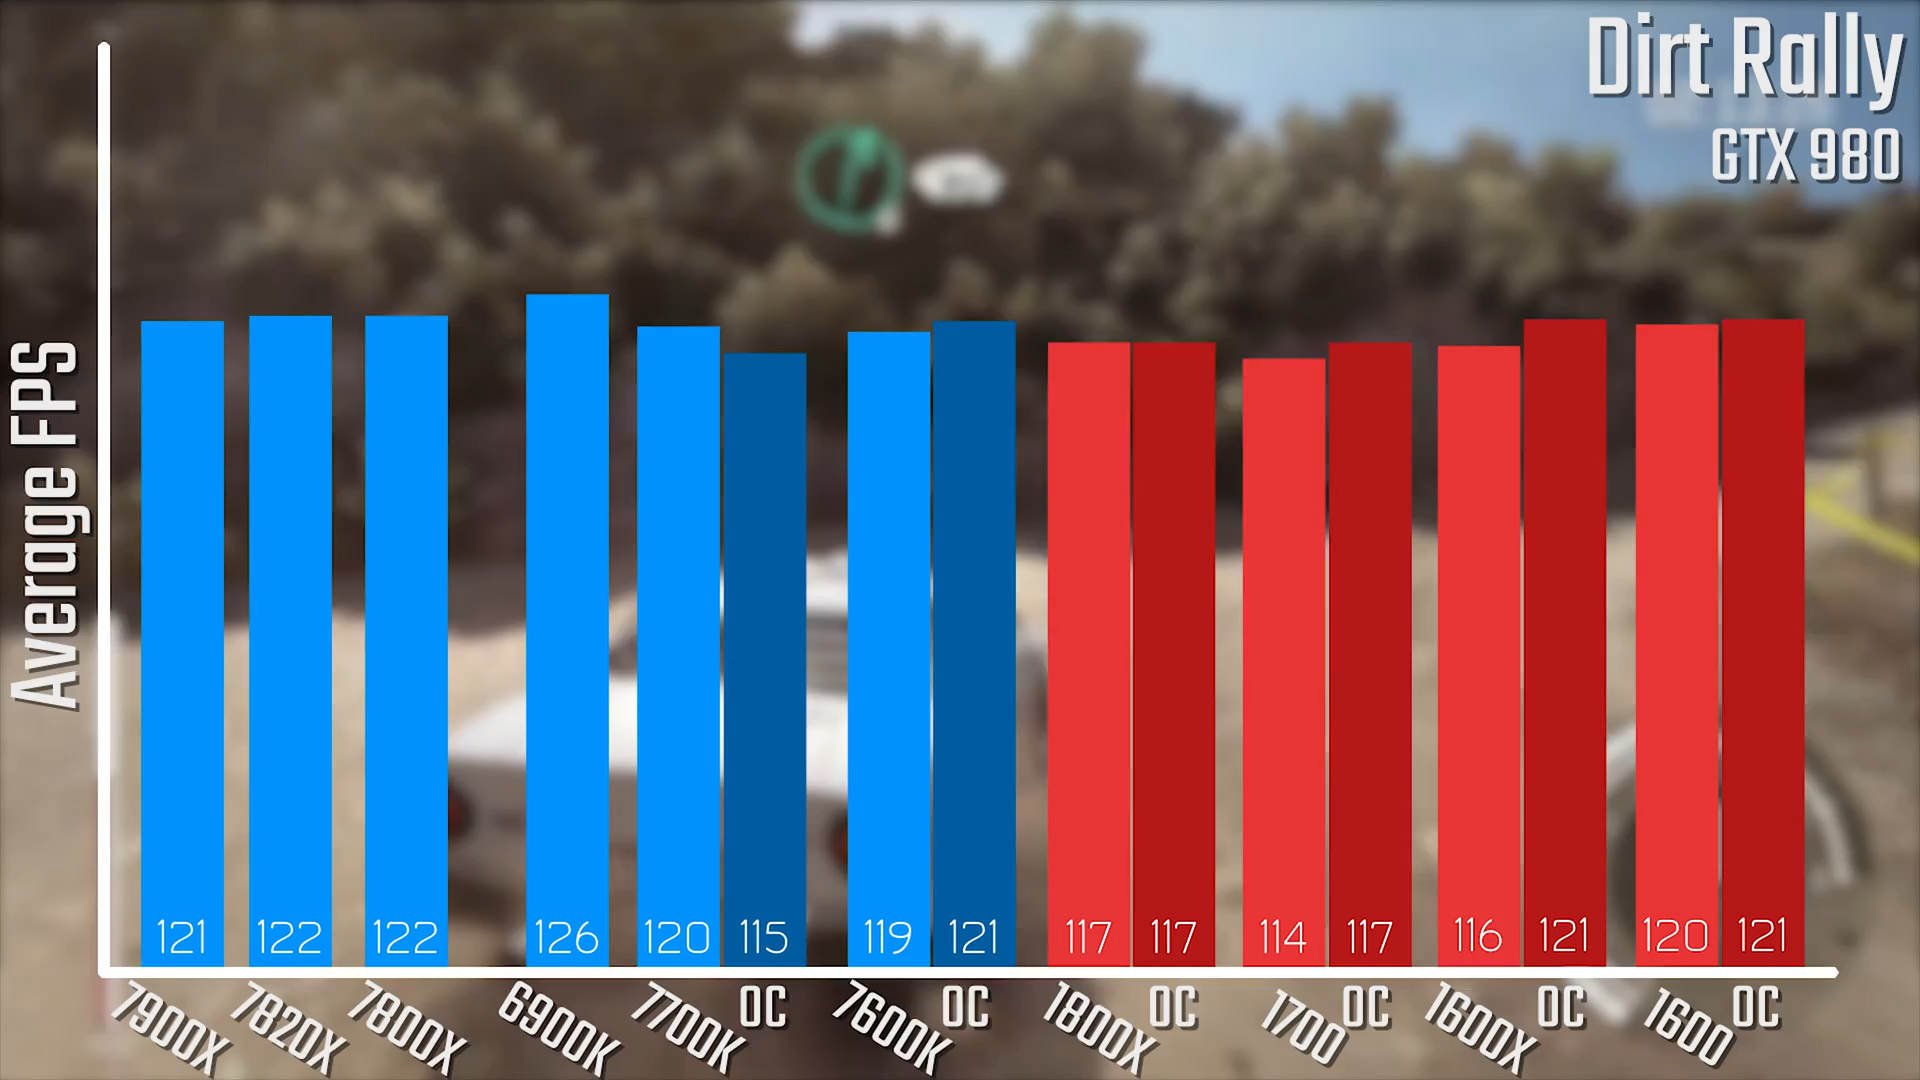 Dirt Rally
GTX 980
Average FPS
121 122 122 126 120 115 119 121 117 117 114 117 116 121 120 121
7900X 7820X 7800X 6900K 7700K OC 7600K OC 1800X OC 1700 OC 1600X OC 1600 OC